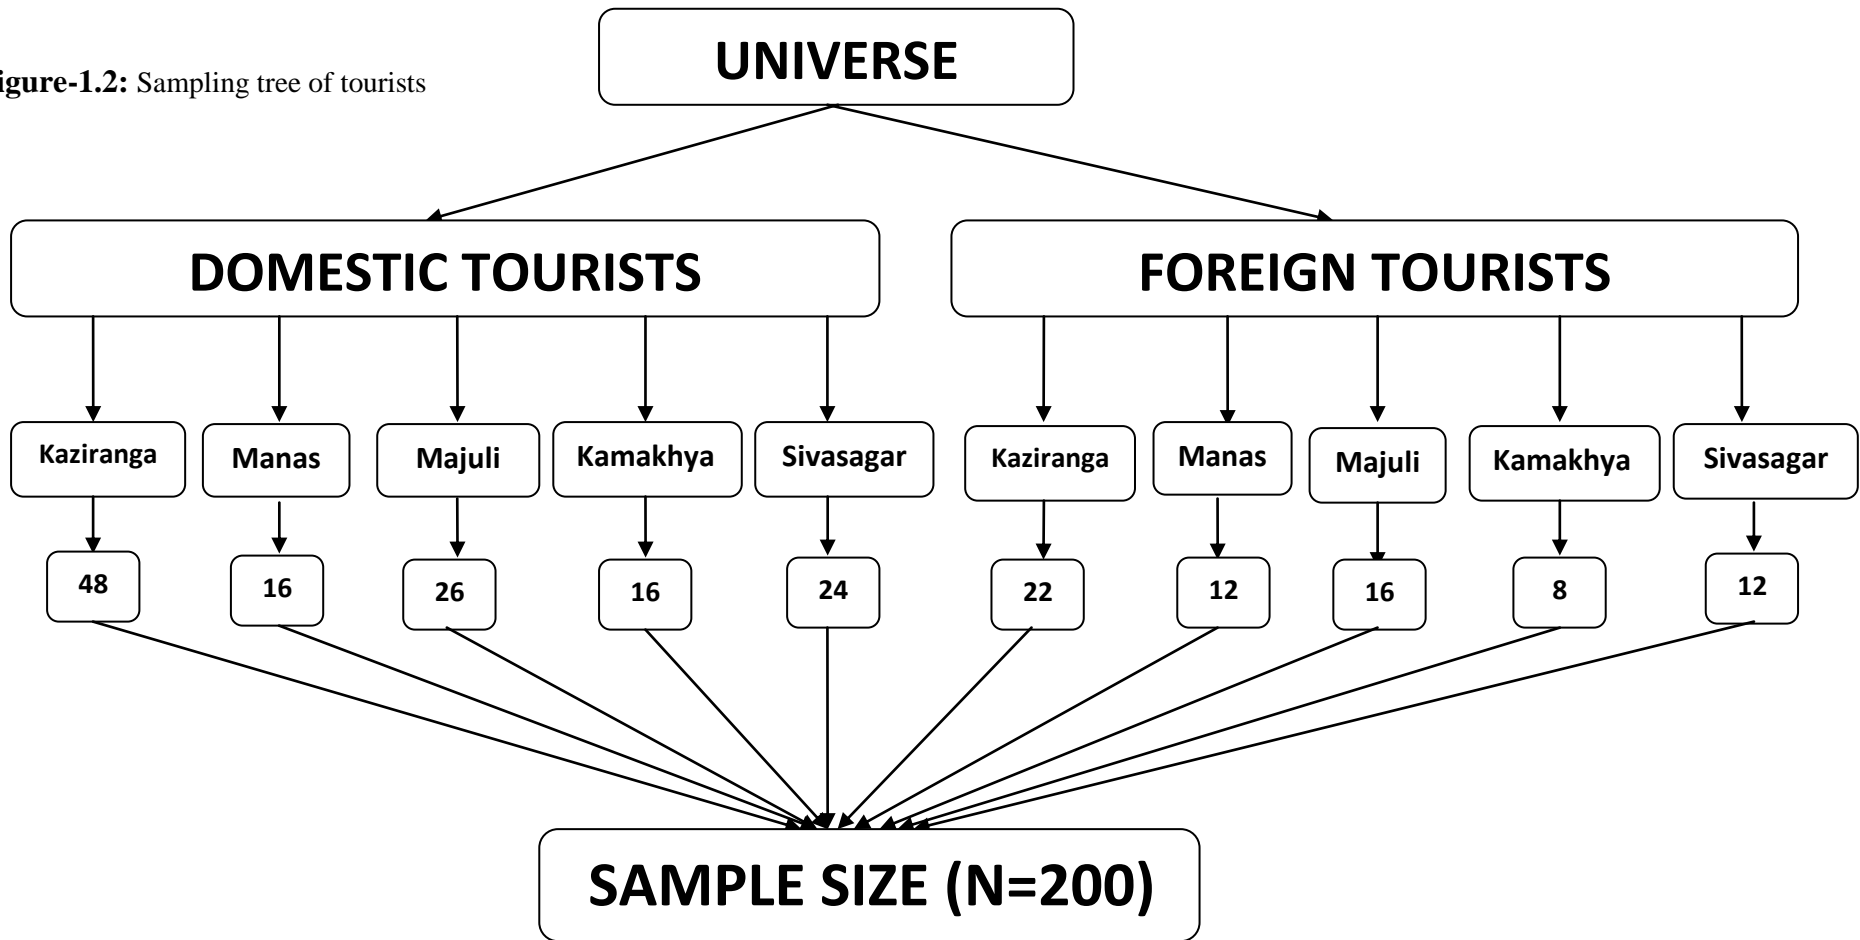 UNIVERSE
igure-1.2: Sampling tree of tourists
DOMESTIC TOURISTS
FOREIGN TOURISTS
Kaziranga
Manas
Majuli
Kamakhya
Sivasagar
Kaziranga
Manas
Majuli
Kamakhya
Sivasagar
48
16
26
16
24
22
12
16
8
12
SAMPLE SIZE (N=200)